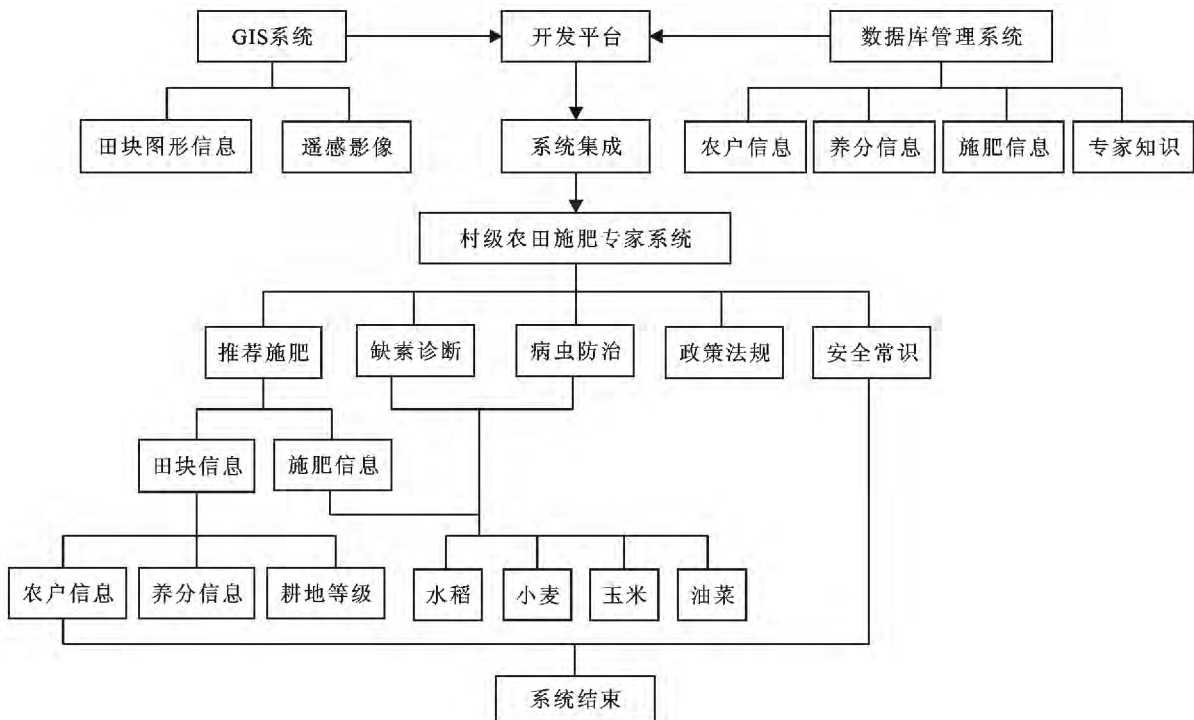 GIS系统
开发平台
数据库管理系统
田块图形信息
遥感影像
系统集成
农户信息
养分信息
施肥信息
专家知识
村级农田施肥专家系统
推荐施肥
缺素诊断
病虫防治
政策法规
安全常识
田块信息
施肥信息
农户信息
养分信息
耕地等级
水稻
小麦
玉米
油菜
系统结束